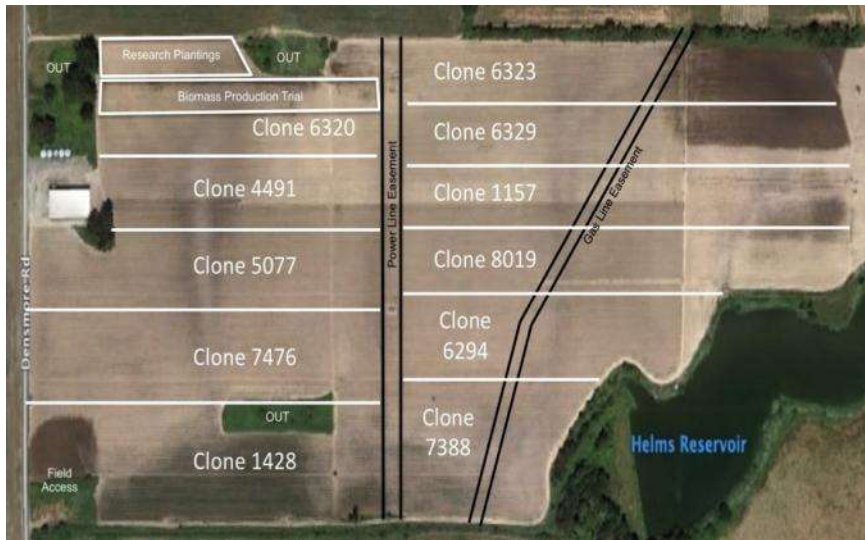 Research Plantings
OUT
OUT
Biomass Production Trial
Clone 6320
Clone 4491
Clone 5077
Clone 7476
OUT
Clone 1428
Field
Access
Densmore Rd
Power Line Easement
Clone 6323
Clone 6329
Clone 1157
Clone 8019
Clone
6294
Clone
7388
Gas Line Easement
Helms Reservoir